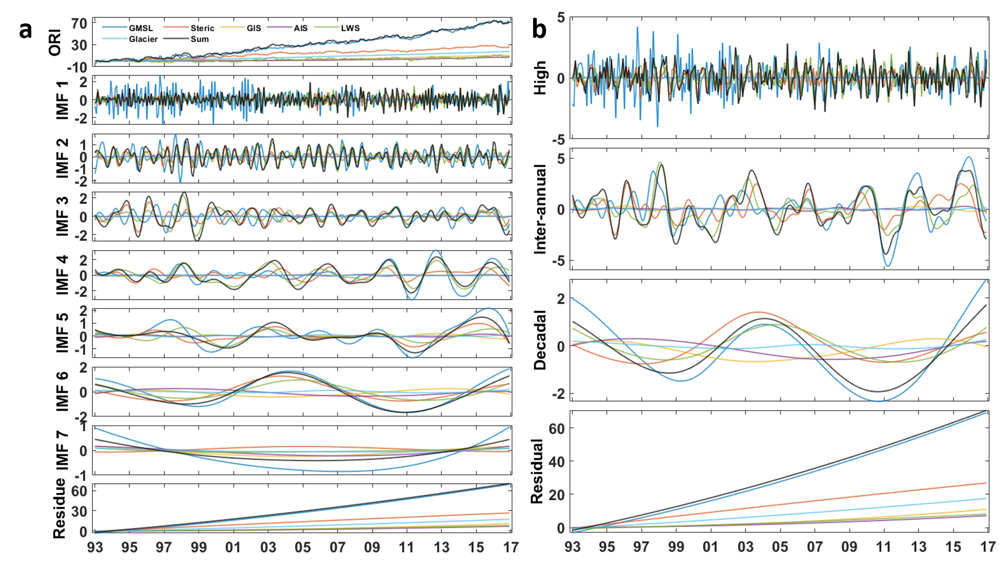 a
ORI
70
30
-10
GMSL Steric GIS AIS LWS
Glacier Sum
IMF 1
2
0
-2
IMF 2
1
0
-1
-2
IMF 3
2
0
-2
IMF 4
2
0
-2
IMF 5
2
1
0
-1
IMF 6
2
0
-2
IMF 7
1
0
-1
Residue
60
30
0
93 95 97 99 01 03 05 07 09 11 13 15 17
b
High
5
0
-5
Inter-annual
5
0
-5
Decadal
2
0
-2
Residual
60
40
20
0
93 95 97 99 01 03 05 07 09 11 13 15 17